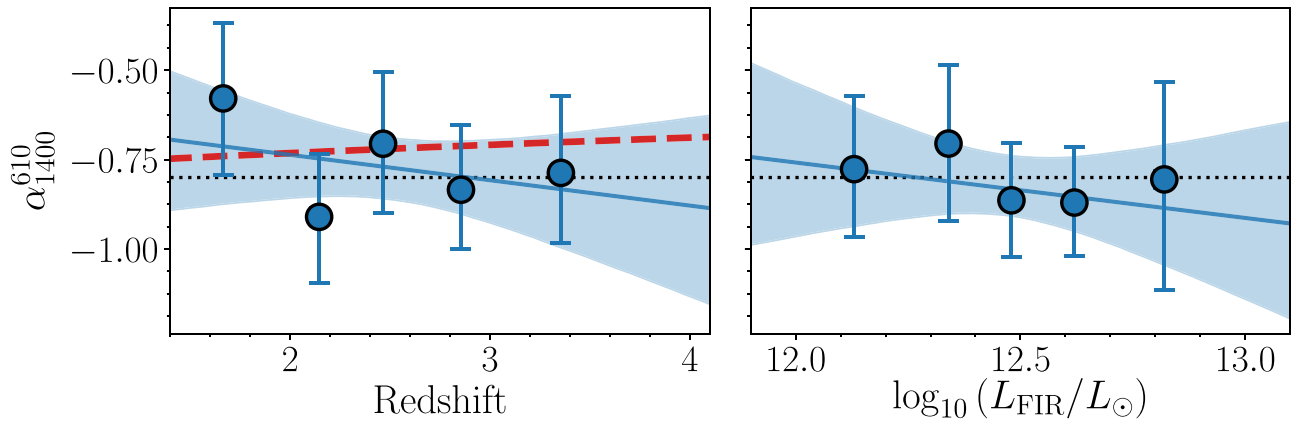 −0.50
−0.75
−1.00
α^{610}_{1400}
2 3 4
Redshift
12.0 12.5 13.0
log₁₀ (L_FIR/L_⊙)